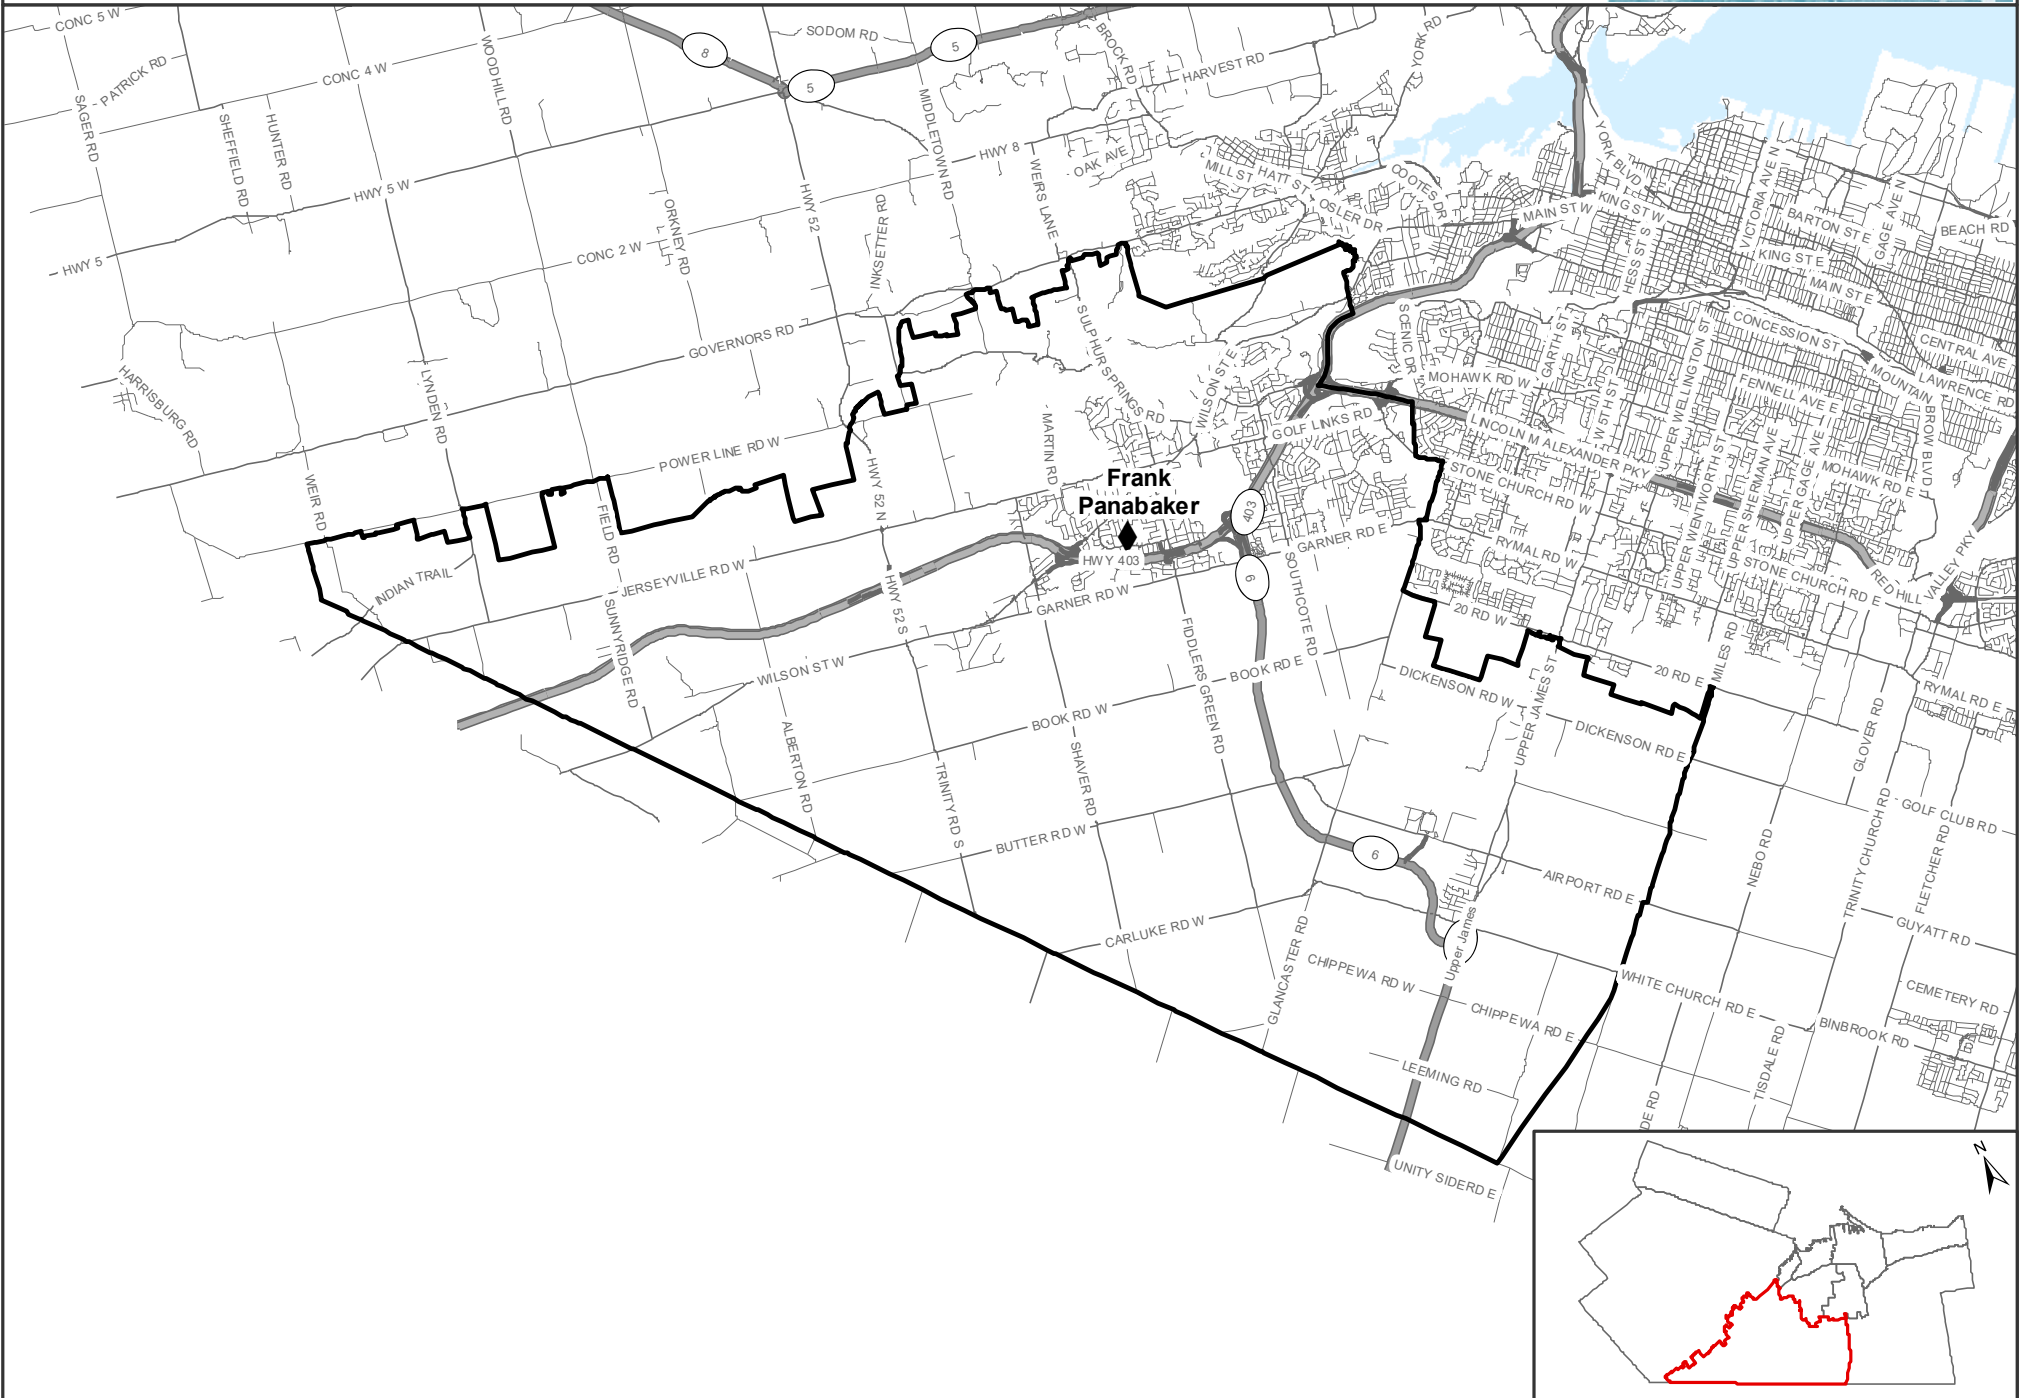 CONC 5 W
PATRICK RD
SAGER RD
CONC 4 W
WOODHILL RD
8
5
SODOM RD
5
BROCK RD
HARVEST RD
YORK RD
SHEFFIELD RD
HUNTER RD
HWY 5 W
HWY 5
MIDDLETOWN RD
HWY 8
WEIRS LANE
OAK AVE
MILL ST
HATT ST
OSLER DR
COOTES DR
YORK BLVD
KING ST W
MAIN ST W
HESS ST S
VICTORIA AVE N
BARTON ST E
GAGE AVE N
BEACH RD
KING ST E
MAIN ST E
HWY 52
ORKNEY RD
CONC 2 W
INKSETTER RD
GOVERNORS RD
HARRISBURG RD
LYNDEN RD
POWER LINE RD W
WEIR RD
FIELD RD
HWY 52 N
MARTIN RD
SULPHUR SPRINGS RD
WILSON ST E
GOLF LINKS RD
SCENIC DR
MOHAWK RD W
GARTH ST
W 5TH ST
UPPER WELLINGTON ST
CONCESSION ST
CENTRAL AVE
LAWRENCE RD
MOUNTAIN BROW BLVD
FENNELL AVE E
LINCOLN M ALEXANDER PKY
MOHAWK RD E
STONE CHURCH RD W
UPPER WENTWORTH ST
UPPER SHERMAN AVE
UPPER GAGE AVE
Frank
Panabaker
403
HWY 403
6
GARNER RD E
SOUTHCOTE RD
RYMAL RD W
STONE CHURCH RD E
RED HILL
VALLEY PKY
INDIAN TRAIL
JERSEYVILLE RD W
SUNNYRIDGE RD
HWY 52 S
GARNER RD W
FIDDLERS GREEN RD
20 RD W
20 RD E
MILES RD
RYMAL RD E
WILSON ST W
BOOK RD E
DICKENSON RD W
UPPER JAMES ST
DICKENSON RD E
GLOVER RD
ALBERTON RD
BOOK RD W
SHAVER RD
TRINITY RD S
BUTTER RD W
6
AIRPORT RD E
NEBO RD
TRINITY CHURCH RD
FLETCHER RD
GOLF CLUB RD
GUYATT RD
CARLUKE RD W
GLANCASTER RD
Upper James
CHIPPEWA RD W
CHIPPEWA RD E
WHITE CHURCH RD E
CEMETERY RD
BINBROOK RD
TISDALE RD
LEEMING RD
DE RD
UNITY SIDERD E
N